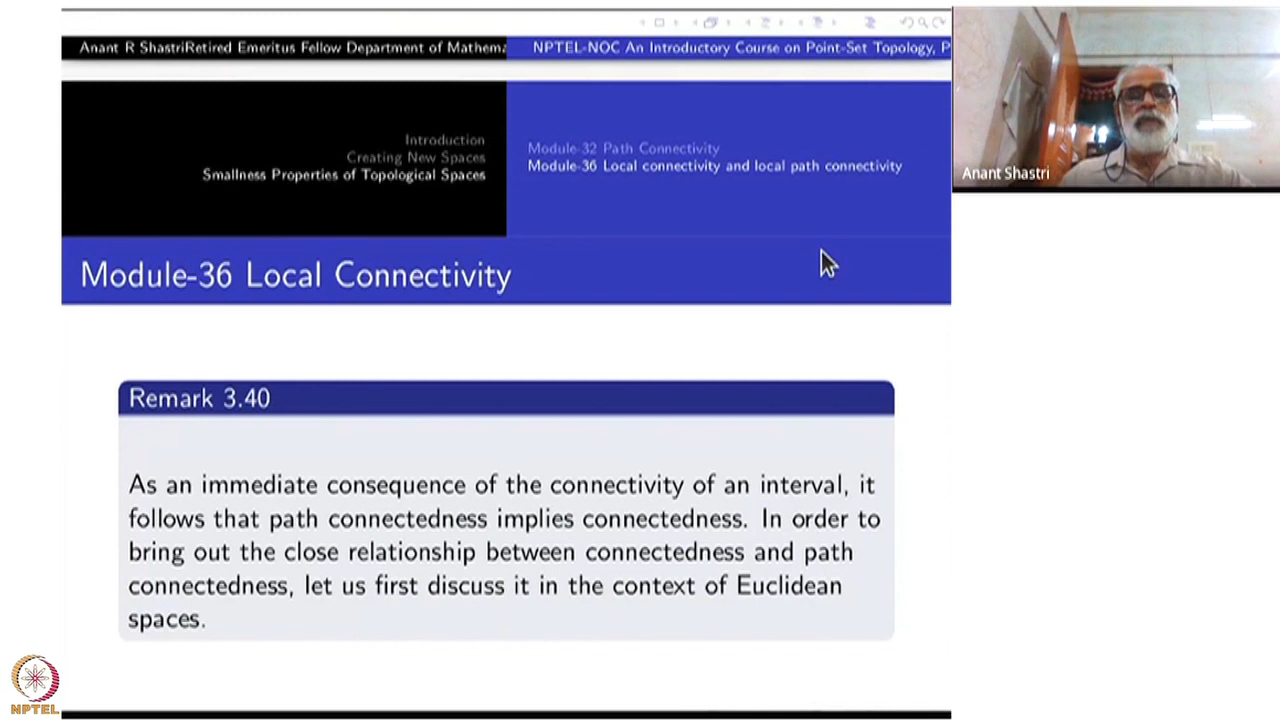 Anant R ShastriRetired Emeritus Fellow Department of Mathema
NPTEL-NOC An Introductory Course on Point-Set Topology, P
Introduction
Creating New Spaces
Smallness Properties of Topological Spaces
Module-32 Path Connectivity
Module-36 Local connectivity and local path connectivity
Anant Shastri
Module-36 Local Connectivity
Remark 3.40
As an immediate consequence of the connectivity of an interval, it
follows that path connectedness implies connectedness. In order to
bring out the close relationship between connectedness and path
connectedness, let us first discuss it in the context of Euclidean
spaces.
NPTEL